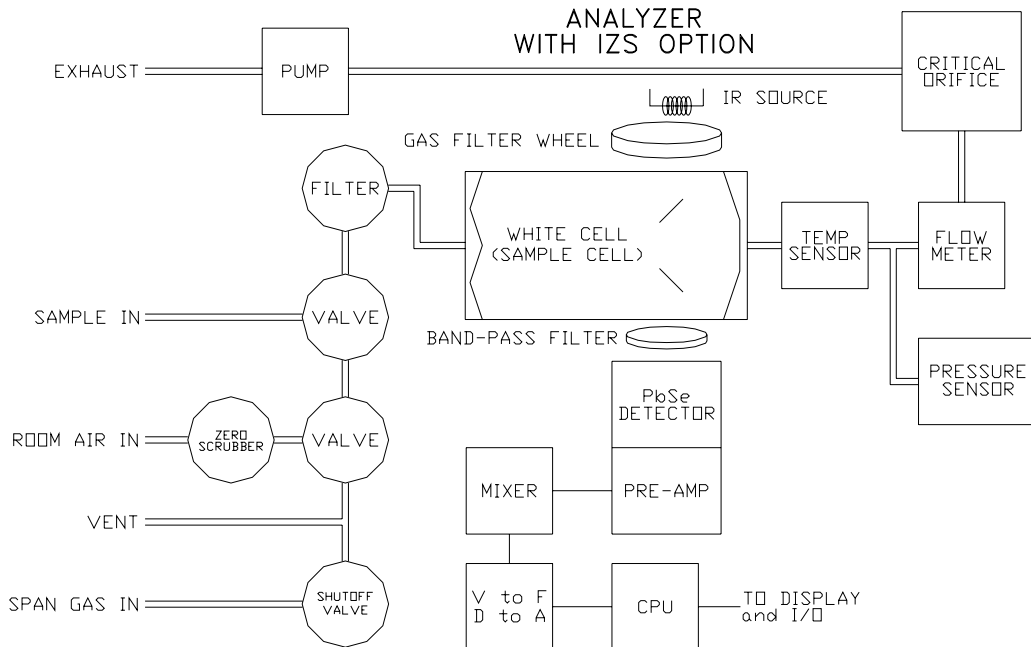 ANALYZER
WITH IZS OPTION
EXHAUST
PUMP
CRITICAL
ORIFICE
IR SOURCE
GAS FILTER WHEEL
FILTER
WHITE CELL
(SAMPLE CELL)
TEMP
SENSOR
FLOW
METER
SAMPLE IN
VALVE
BAND-PASS FILTER
PRESSURE
SENSOR
PbSe
DETECTOR
ROOM AIR IN
ZERO
SCRUBBER
VALVE
MIXER
PRE-AMP
VENT
SPAN GAS IN
SHUTOFF
VALVE
V to F
D to A
CPU
TO DISPLAY
and I/O